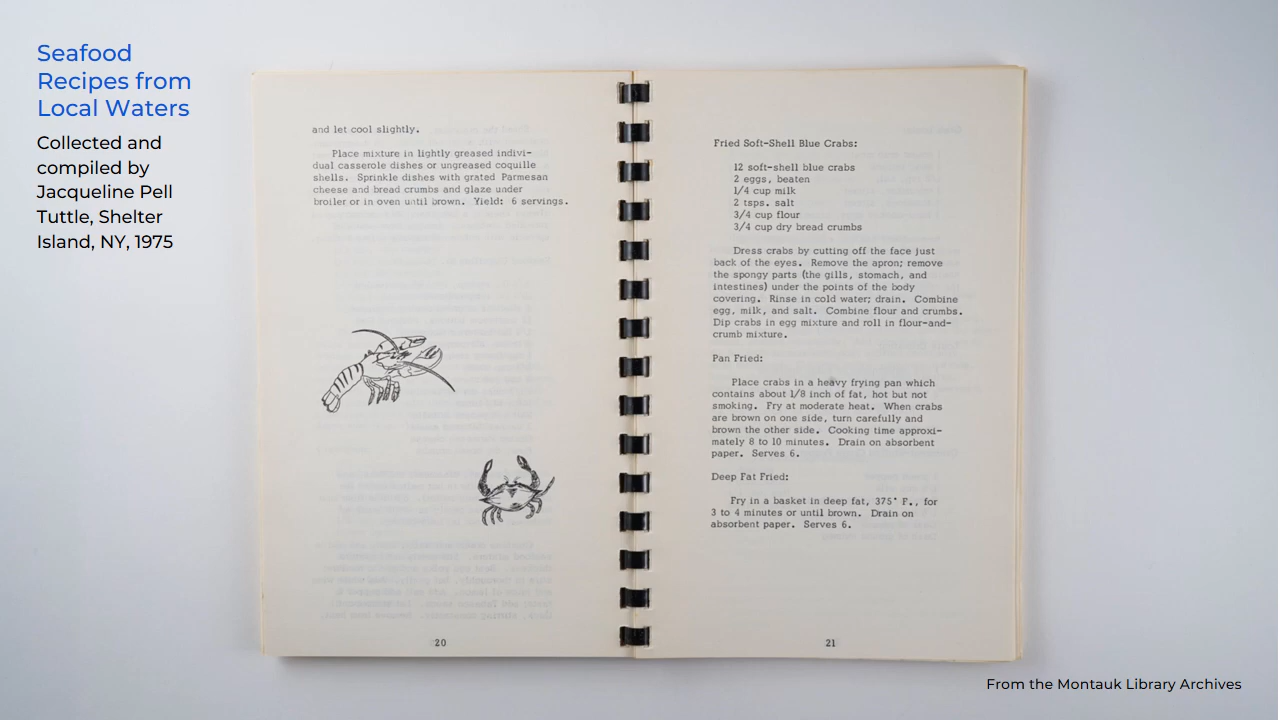 Seafood
Recipes from
Local Waters
Collected and
compiled by
Jacqueline Pell
Tuttle, Shelter
Island, NY, 1975
and let cool slightly.
Place mixture in lightly greased indivi-
dual casserole dishes or ungreased coquille
shells. Sprinkle dishes with grated Parmesan
cheese and bread crumbs and glaze under
broiler or in oven until brown. Yield: 6 servings.
20
Fried Soft-Shell Blue Crabs:
12 soft-shell blue crabs
2 eggs, beaten
1/4 cup milk
2 tsps. salt
3/4 cup flour
3/4 cup dry bread crumbs
Dress crabs by cutting off the face just
back of the eyes. Remove the apron; remove
the spongy parts (the gills, stomach, and
intestines) under the points of the body
covering. Rinse in cold water; drain. Combine
egg, milk, and salt. Combine flour and crumbs.
Dip crabs in egg mixture and roll in flour-and-
crumb mixture.
Pan Fried:
Place crabs in a heavy frying pan which
contains about 1/8 inch of fat, hot but not
smoking. Fry at moderate heat. When crabs
are brown on one side, turn carefully and
brown the other side. Cooking time approxi-
mately 8 to 10 minutes. Drain on absorbent
paper. Serves 6.
Deep Fat Fried:
Fry in a basket in deep fat, 375° F., for
3 to 4 minutes or until brown. Drain on
absorbent paper. Serves 6.
21
From the Montauk Library Archives